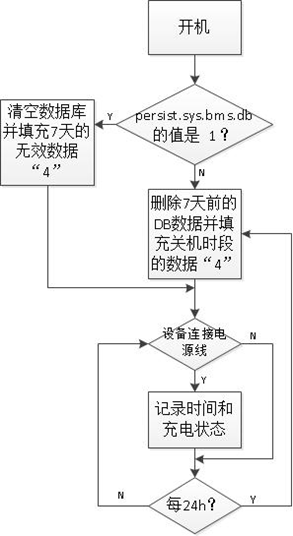 开机
persist.sys.bms.db
的值是 1？
Y
清空数据库
并填充7天的
无效数据
“4”
N
删除7天前的
DB数据并填
充关机时段
的数据“4”
设备连接电
源线
N
Y
记录时间和
充电状态
每24h？
N
Y